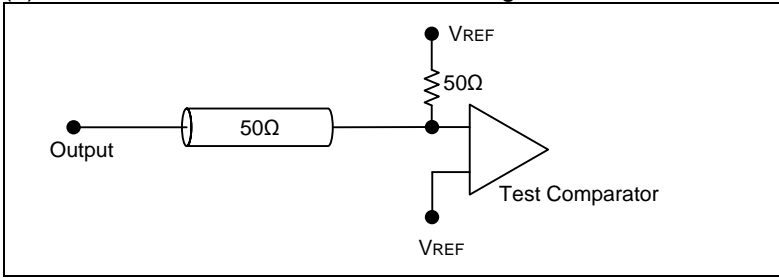 VREF
50Ω
50Ω
Output
Test Comparator
VREF